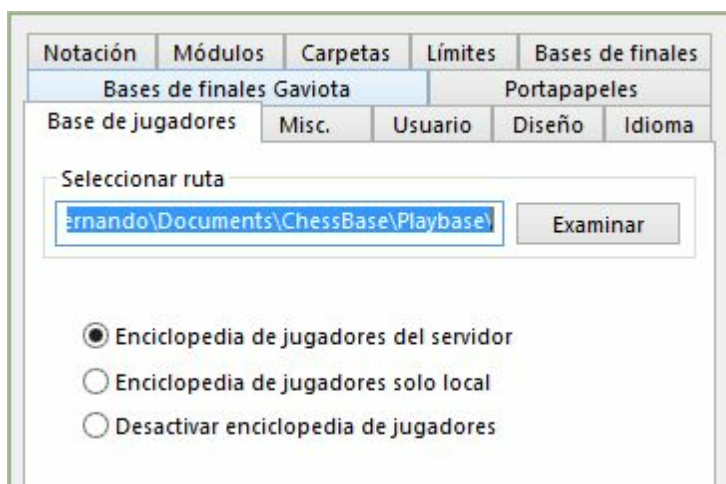 Notación Módulos Carpetas Límites Bases de finales
Bases de finales Gaviota Portapapeles
Base de jugadores Misc. Usuario Diseño Idioma
Seleccionar ruta
ernando\Documents\ChessBase\Playbase\ Examinar
Enciclopedia de jugadores del servidor
Enciclopedia de jugadores solo local
Desactivar enciclopedia de jugadores